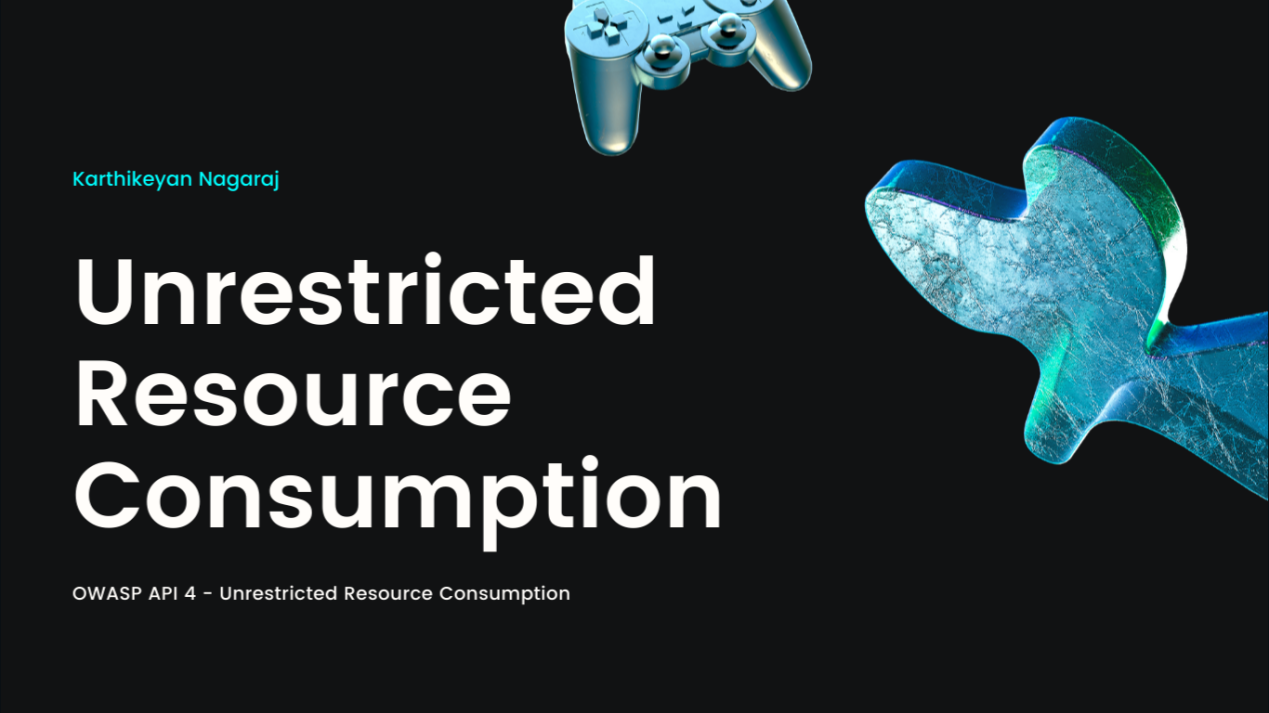 Karthikeyan Nagaraj
Unrestricted
Resource
Consumption
OWASP API 4 - Unrestricted Resource Consumption